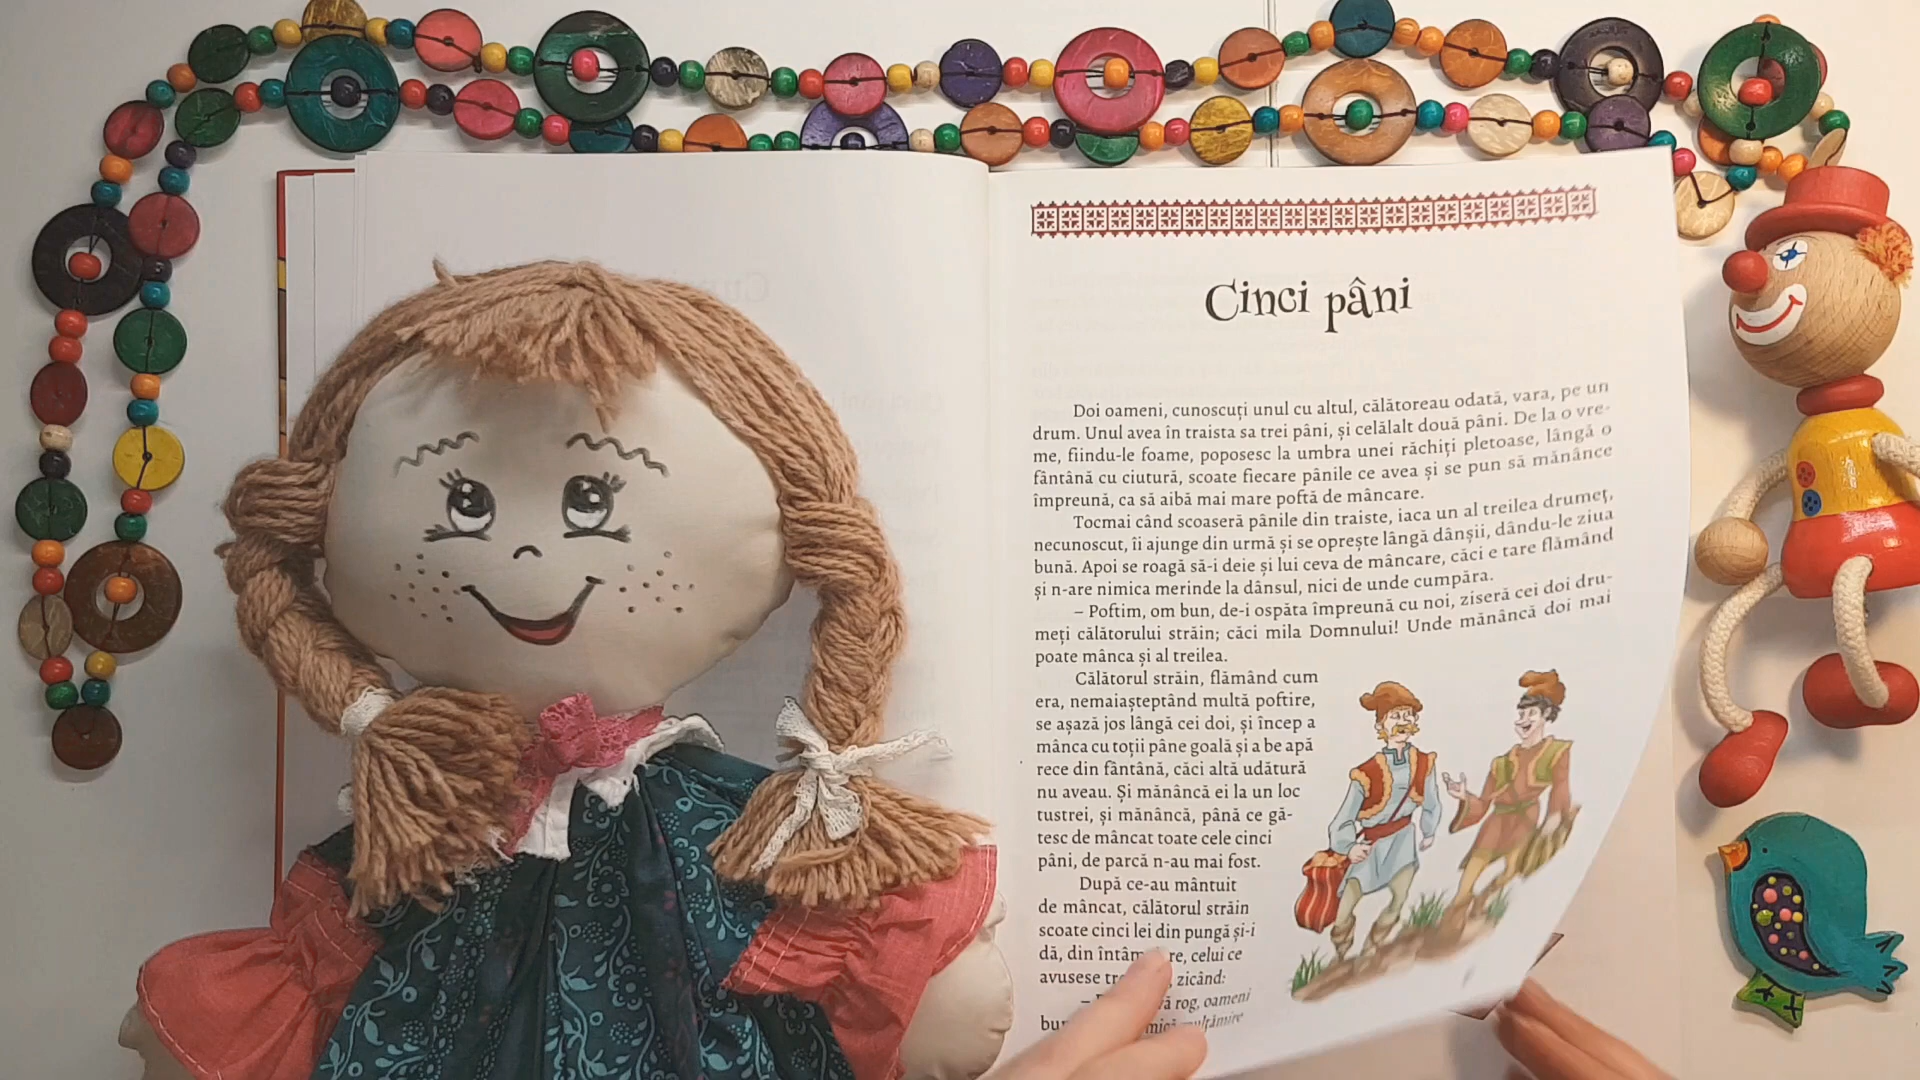 Cinci pâni
Doi oameni, cunoscuți unul cu altul, călătoreau odată, vara, pe un
drum. Unul avea în traista sa trei pâni, și celălalt două pâni. De la o vre-
me, fiindu-le foame, poposesc la umbra unei răchiți pletoase, lângă o
fântână cu ciutură, scoate fiecare pânile ce avea și se pun să mănânce
împreună, ca să aibă mai mare poftă de mâncare.
Tocmai când scoaseră pânile din traiste, iaca un al treilea drumeț,
necunoscut, îi ajunge din urmă și se oprește lângă dânșii, dându-le ziua
bună. Apoi se roagă să-i deie și lui ceva de mâncare, căci e tare flămând
și n-are nimica merinde la dânsul, nici de unde cumpăra.
– Poftim, om bun, de-i ospăta împreună cu noi, ziseră cei doi dru-
meți călătorului străin; căci mila Domnului! Unde mănâncă doi mai
poate mânca și al treilea.
Călătorul străin, flămând cum
era, nemaiașteptând multă poftire,
se așază jos lângă cei doi, și încep a
mânca cu toții pâne goală și a be apă
rece din fântână, căci altă udătură
nu aveau. Și mănâncă ei la un loc
tustrei, și mănâncă, până ce gă-
tesc de mâncat toate cele cinci
pâni, de parcă n-au mai fost.
După ce-au mântuit
de mâncat, călătorul străin
scoate cinci lei din pungă și-i
dă, din celui ce
avusese zicând:
– vă rog, oameni